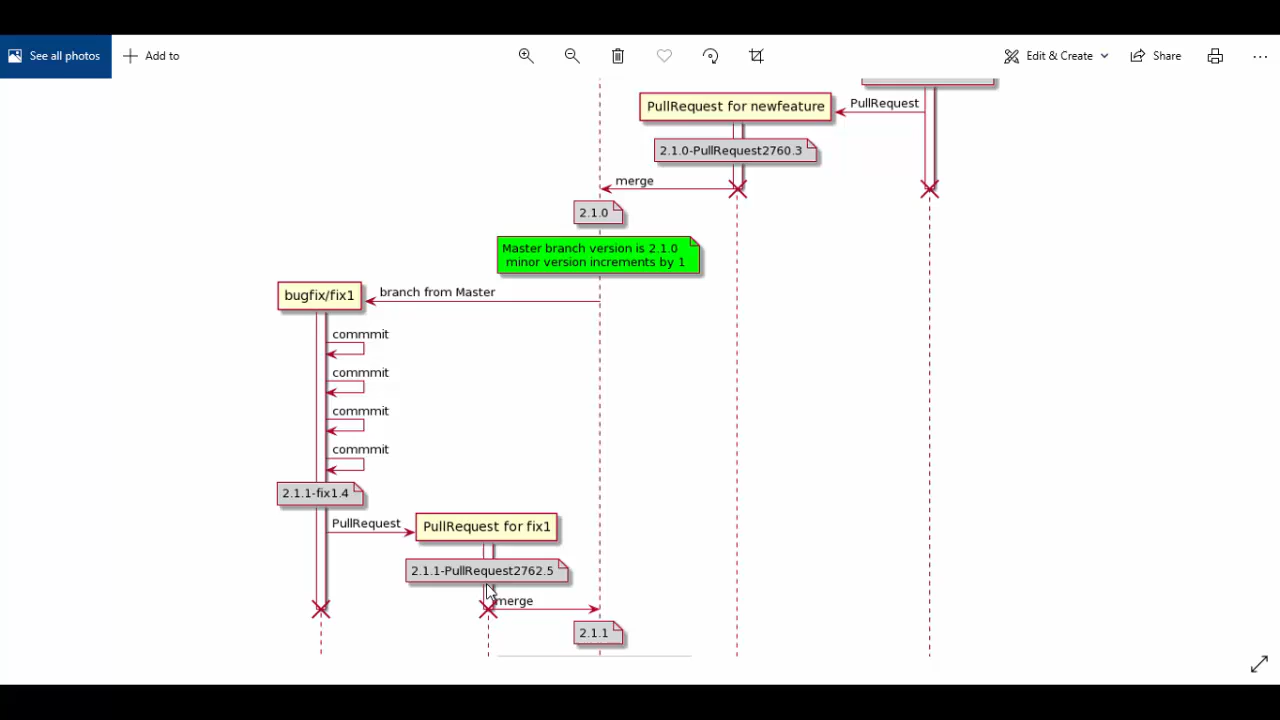 See all photos
Add to
Edit & Create
Share
PullRequest for newfeature
PullRequest
2.1.0-PullRequest2760.3
merge
2.1.0
Master branch version is 2.1.0
minor version increments by 1
bugfix/fix1
branch from Master
commmit
commmit
commmit
commmit
2.1.1-fix1.4
PullRequest
PullRequest for fix1
2.1.1-PullRequest2762.5
merge
2.1.1